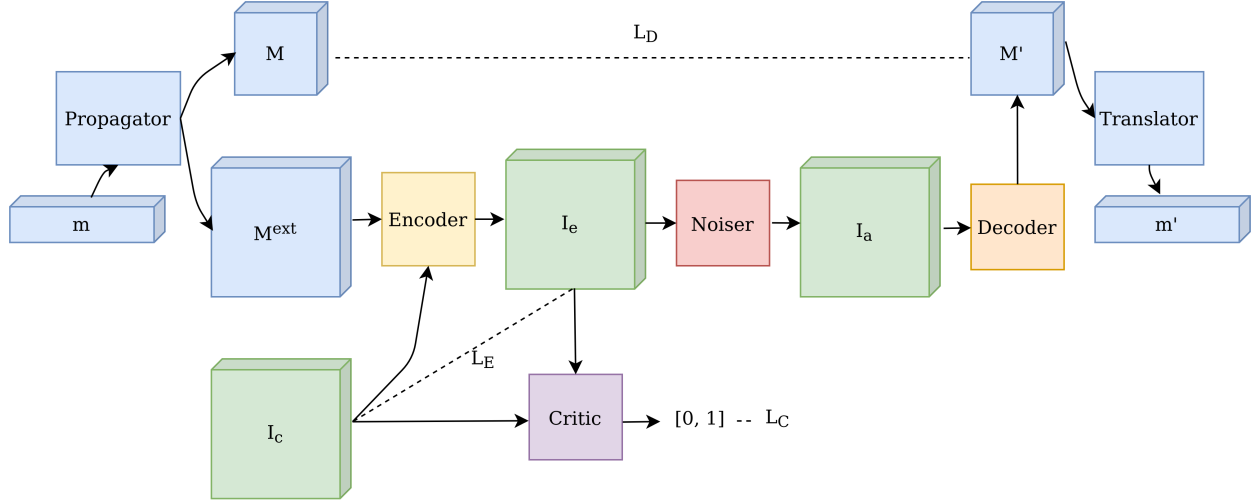 L_D
M
M'
Propagator
Translator
m
m'
M^ext
Encoder
I_e
Noiser
I_a
Decoder
L_E
I_c
Critic
[0, 1] -- L_C